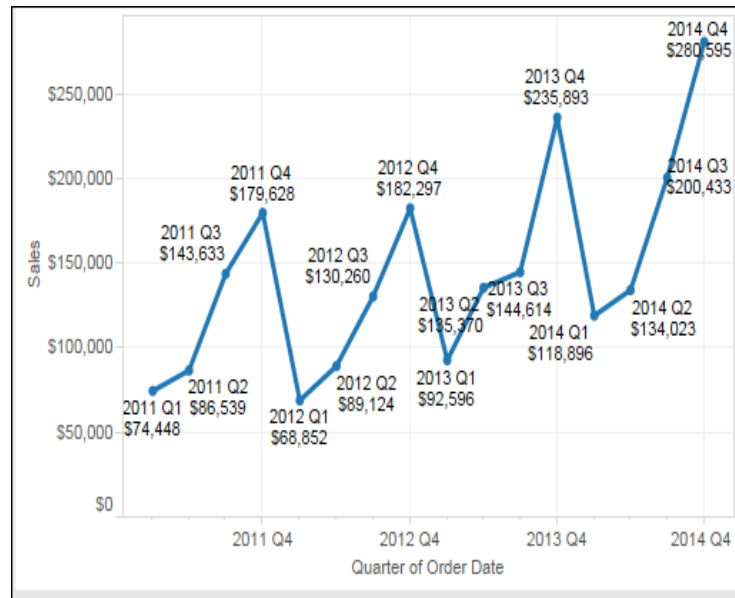 2014 Q4
$280,595
2013 Q4
$235,893
$250,000
2011 Q4
$179,628
2012 Q4
$182,297
2014 Q3
$200,433
$200,000
2011 Q3
$143,633
2012 Q3
$130,260
$150,000
Sales
2013 Q2
$135,370
2013 Q3
$144,614
2014 Q2
$134,023
2014 Q1
$118,896
$100,000
2011 Q1
$74,448
2011 Q2
$86,539
2012 Q1
$68,852
2012 Q2
$89,124
2013 Q1
$92,596
$50,000
$0
2011 Q4
2012 Q4
2013 Q4
2014 Q4
Quarter of Order Date